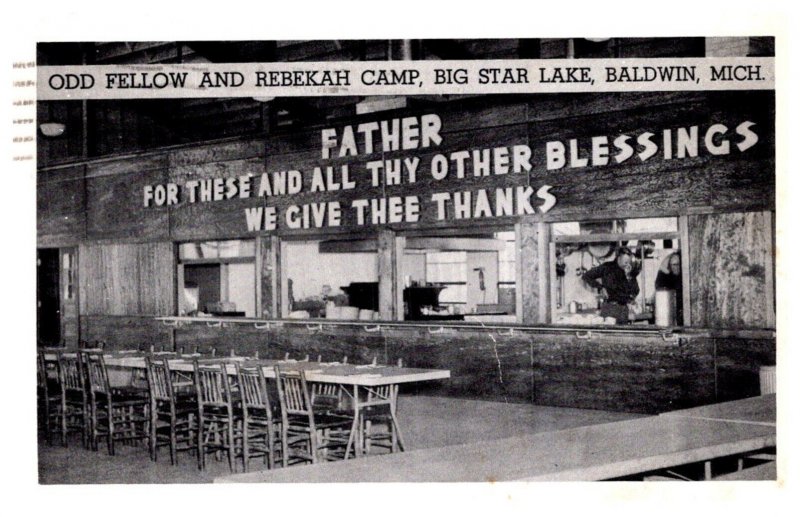 ODD FELLOW AND REBEKAH CAMP, BIG STAR LAKE, BALDWIN, MICH.
FATHER
FOR THESE AND ALL THY OTHER BLESSINGS
WE GIVE THEE THANKS